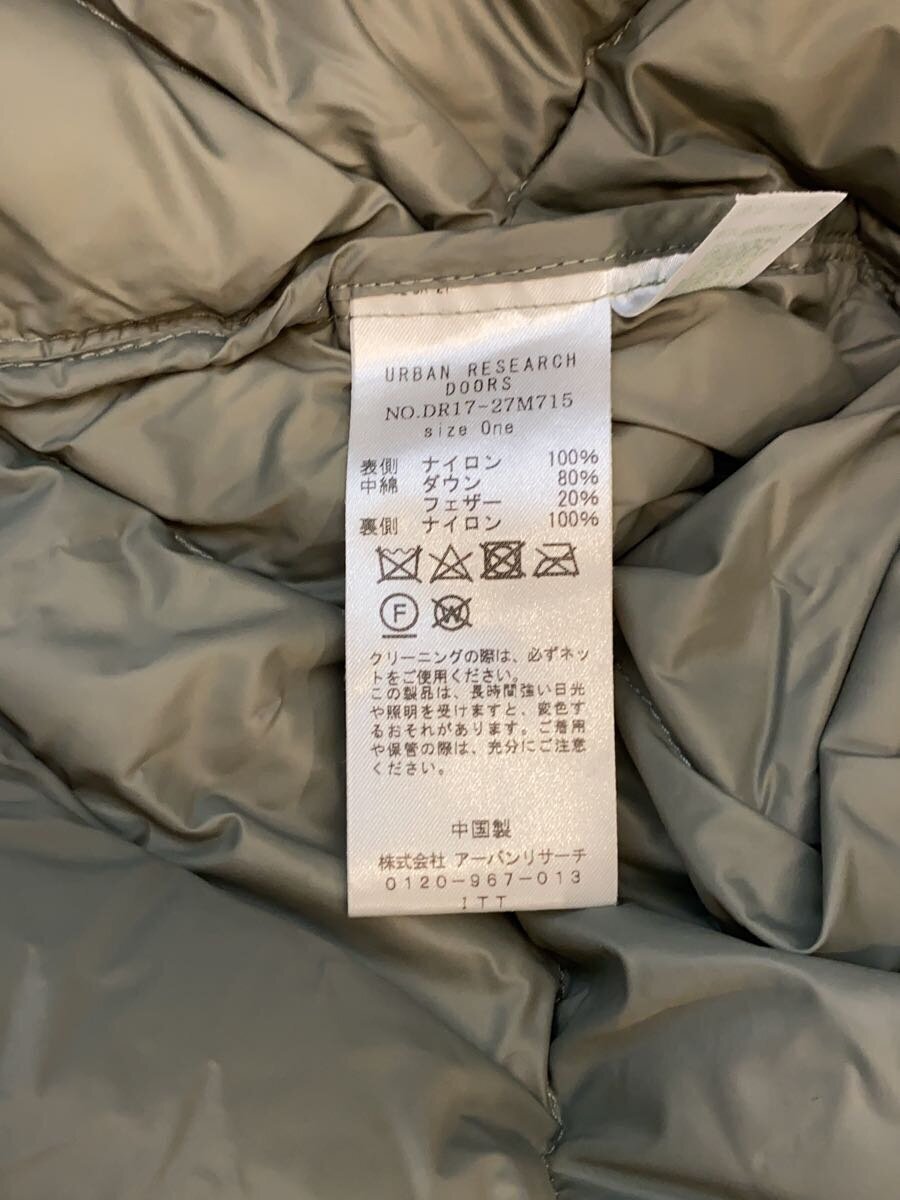 URBAN RESEARCH
DOORS
NO.DR17-27M715
size One
表側 ナイロン 100%
中綿 ダウン 80%
フェザー 20%
裏側 ナイロン 100%
F W
クリーニングの際は、必ずネッ
トをご使用ください。
この製品は、長時間強い日光
や照明を受けますと、変色す
るおそれがあります。ご着用
や保管の際は、充分にご注意
ください。
中国製
株式会社 アーバンリサーチ
0120-967-013
ITT